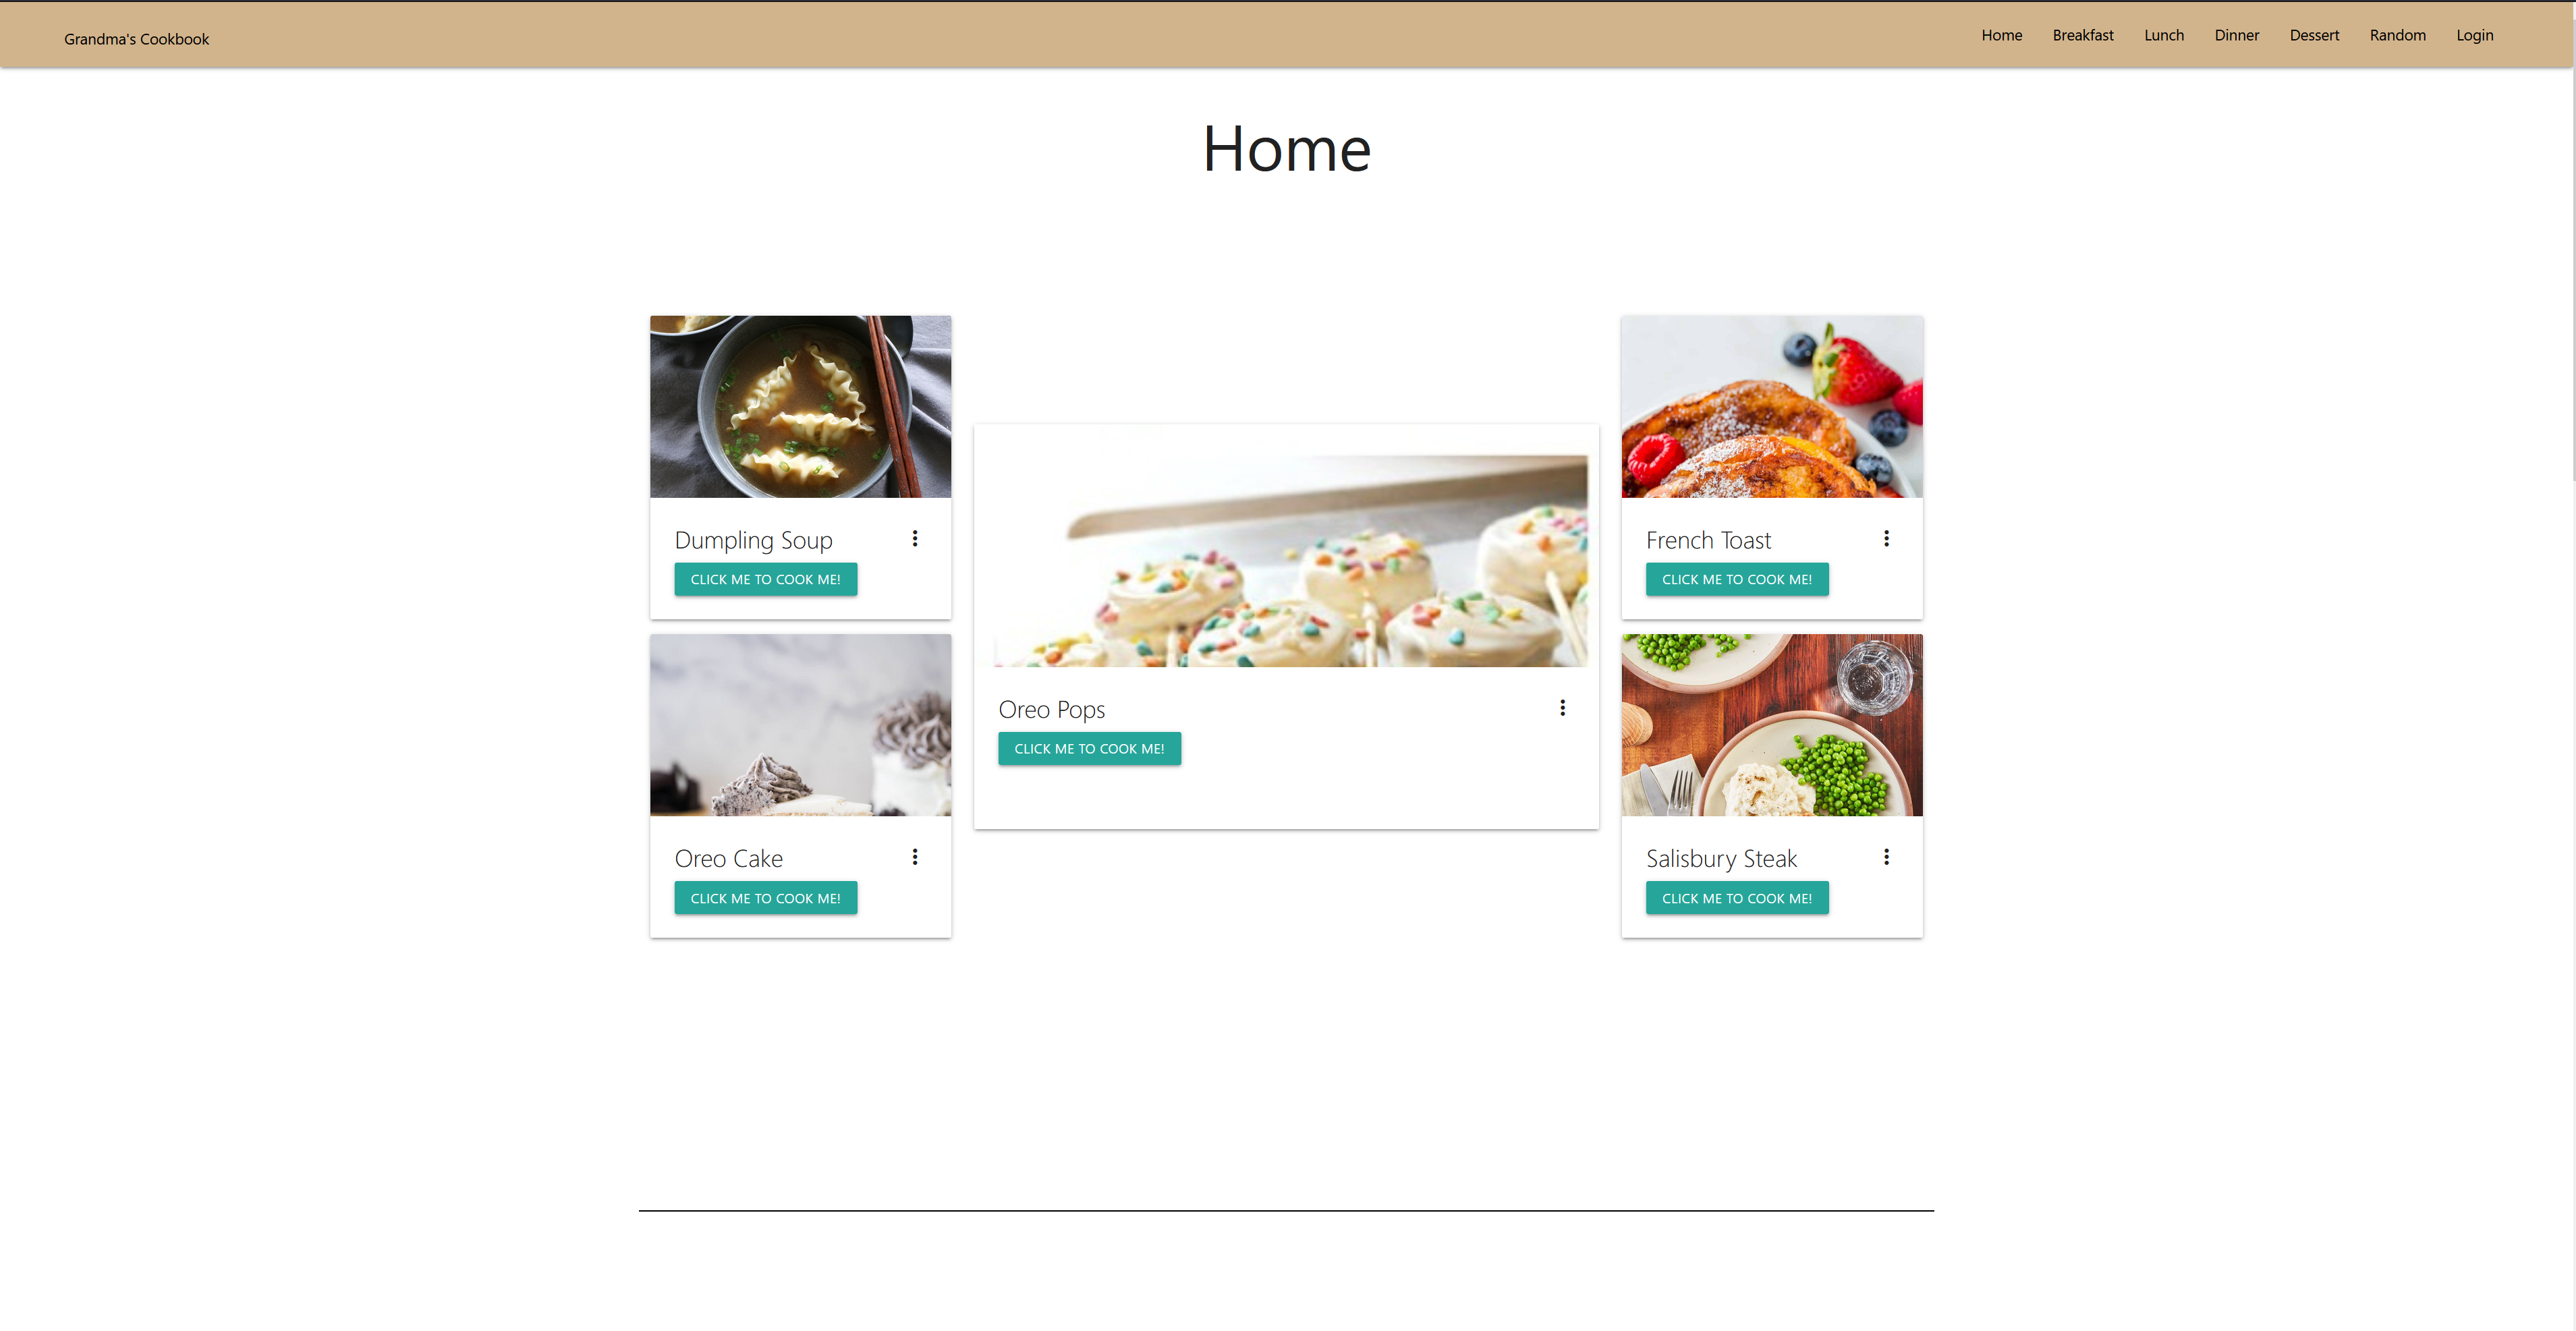 Grandma's Cookbook
Home Breakfast Lunch Dinner Dessert Random Login
Home
Dumpling Soup
CLICK ME TO COOK ME!
Oreo Cake
CLICK ME TO COOK ME!
Oreo Pops
CLICK ME TO COOK ME!
French Toast
CLICK ME TO COOK ME!
Salisbury Steak
CLICK ME TO COOK ME!